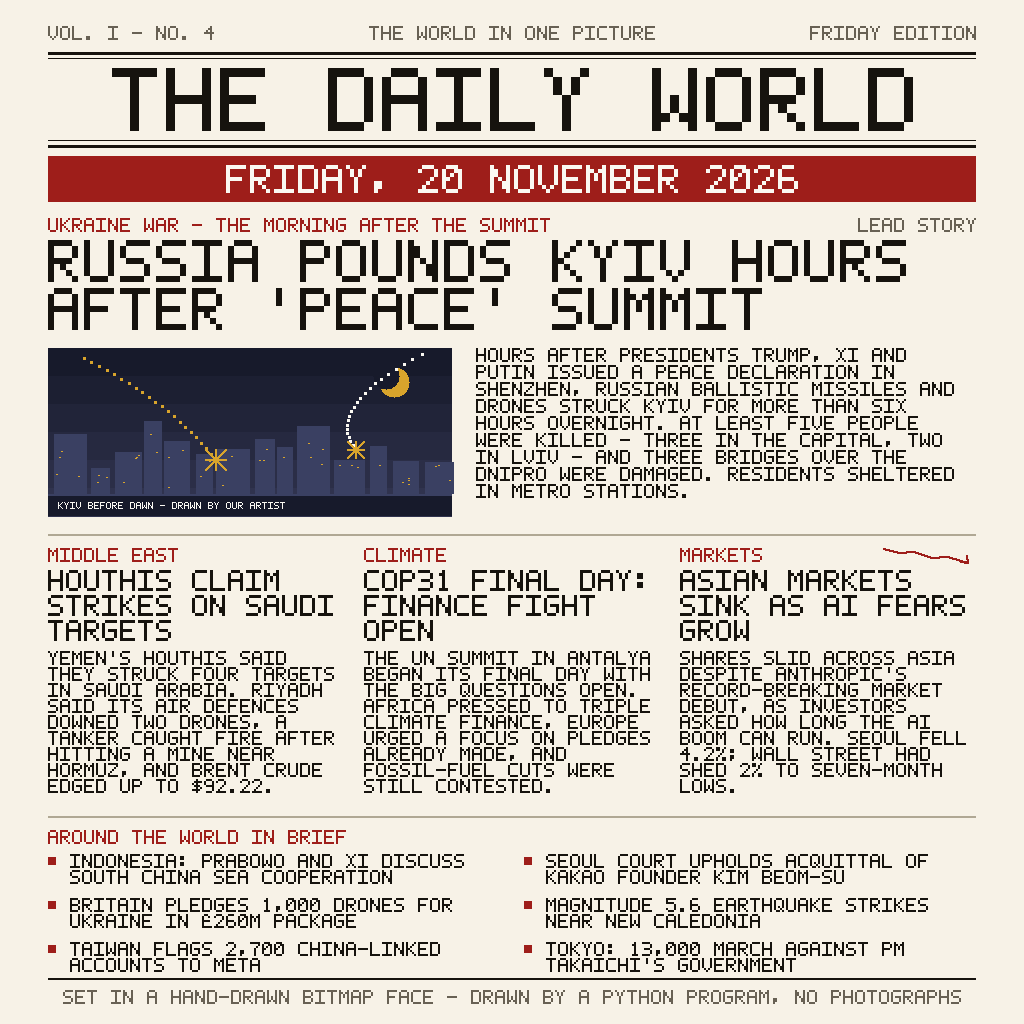 VOL. I - NO. 4
THE WORLD IN ONE PICTURE
FRIDAY EDITION
THE DAILY WORLD
FRIDAY, 20 NOVEMBER 2026
UKRAINE WAR - THE MORNING AFTER THE SUMMIT
LEAD STORY
RUSSIA POUNDS KYIV HOURS
AFTER 'PEACE' SUMMIT
HOURS AFTER PRESIDENTS TRUMP, XI AND
PUTIN ISSUED A PEACE DECLARATION IN
SHENZHEN, RUSSIAN BALLISTIC MISSILES AND
DRONES STRUCK KYIV FOR MORE THAN SIX
HOURS OVERNIGHT. AT LEAST FIVE PEOPLE
WERE KILLED - THREE IN THE CAPITAL, TWO
IN LVIV - AND THREE BRIDGES OVER THE
DNIPRO WERE DAMAGED. RESIDENTS SHELTERED
IN METRO STATIONS.
KYIV BEFORE DAWN - DRAWN BY OUR ARTIST
MIDDLE EAST
HOUTHIS CLAIM
STRIKES ON SAUDI
TARGETS
YEMEN'S HOUTHIS SAID
THEY STRUCK FOUR TARGETS
IN SAUDI ARABIA. RIYADH
SAID ITS AIR DEFENCES
DOWNED TWO DRONES, A
TANKER CAUGHT FIRE AFTER
HITTING A MINE NEAR
HORMUZ, AND BRENT CRUDE
EDGED UP TO $92.22.
CLIMATE
COP31 FINAL DAY:
FINANCE FIGHT
OPEN
THE UN SUMMIT IN ANTALYA
BEGAN ITS FINAL DAY WITH
THE BIG QUESTIONS OPEN.
AFRICA PRESSED TO TRIPLE
CLIMATE FINANCE, EUROPE
URGED A FOCUS ON PLEDGES
ALREADY MADE, AND
FOSSIL-FUEL CUTS WERE
STILL CONTESTED.
MARKETS
ASIAN MARKETS
SINK AS AI FEARS
GROW
SHARES SLID ACROSS ASIA
DESPITE ANTHROPIC'S
RECORD-BREAKING MARKET
DEBUT, AS INVESTORS
ASKED HOW LONG THE AI
BOOM CAN RUN. SEOUL FELL
4.2%; WALL STREET HAD
SHED 2% TO SEVEN-MONTH
LOWS.
AROUND THE WORLD IN BRIEF
INDONESIA: PRABOWO AND XI DISCUSS
SOUTH CHINA SEA COOPERATION
BRITAIN PLEDGES 1,000 DRONES FOR
UKRAINE IN £260M PACKAGE
TAIWAN FLAGS 2,700 CHINA-LINKED
ACCOUNTS TO META
SEOUL COURT UPHOLDS ACQUITTAL OF
KAKAO FOUNDER KIM BEOM-SU
MAGNITUDE 5.6 EARTHQUAKE STRIKES
NEAR NEW CALEDONIA
TOKYO: 13,000 MARCH AGAINST PM
TAKAICHI'S GOVERNMENT
SET IN A HAND-DRAWN BITMAP FACE - DRAWN BY A PYTHON PROGRAM, NO PHOTOGRAPHS